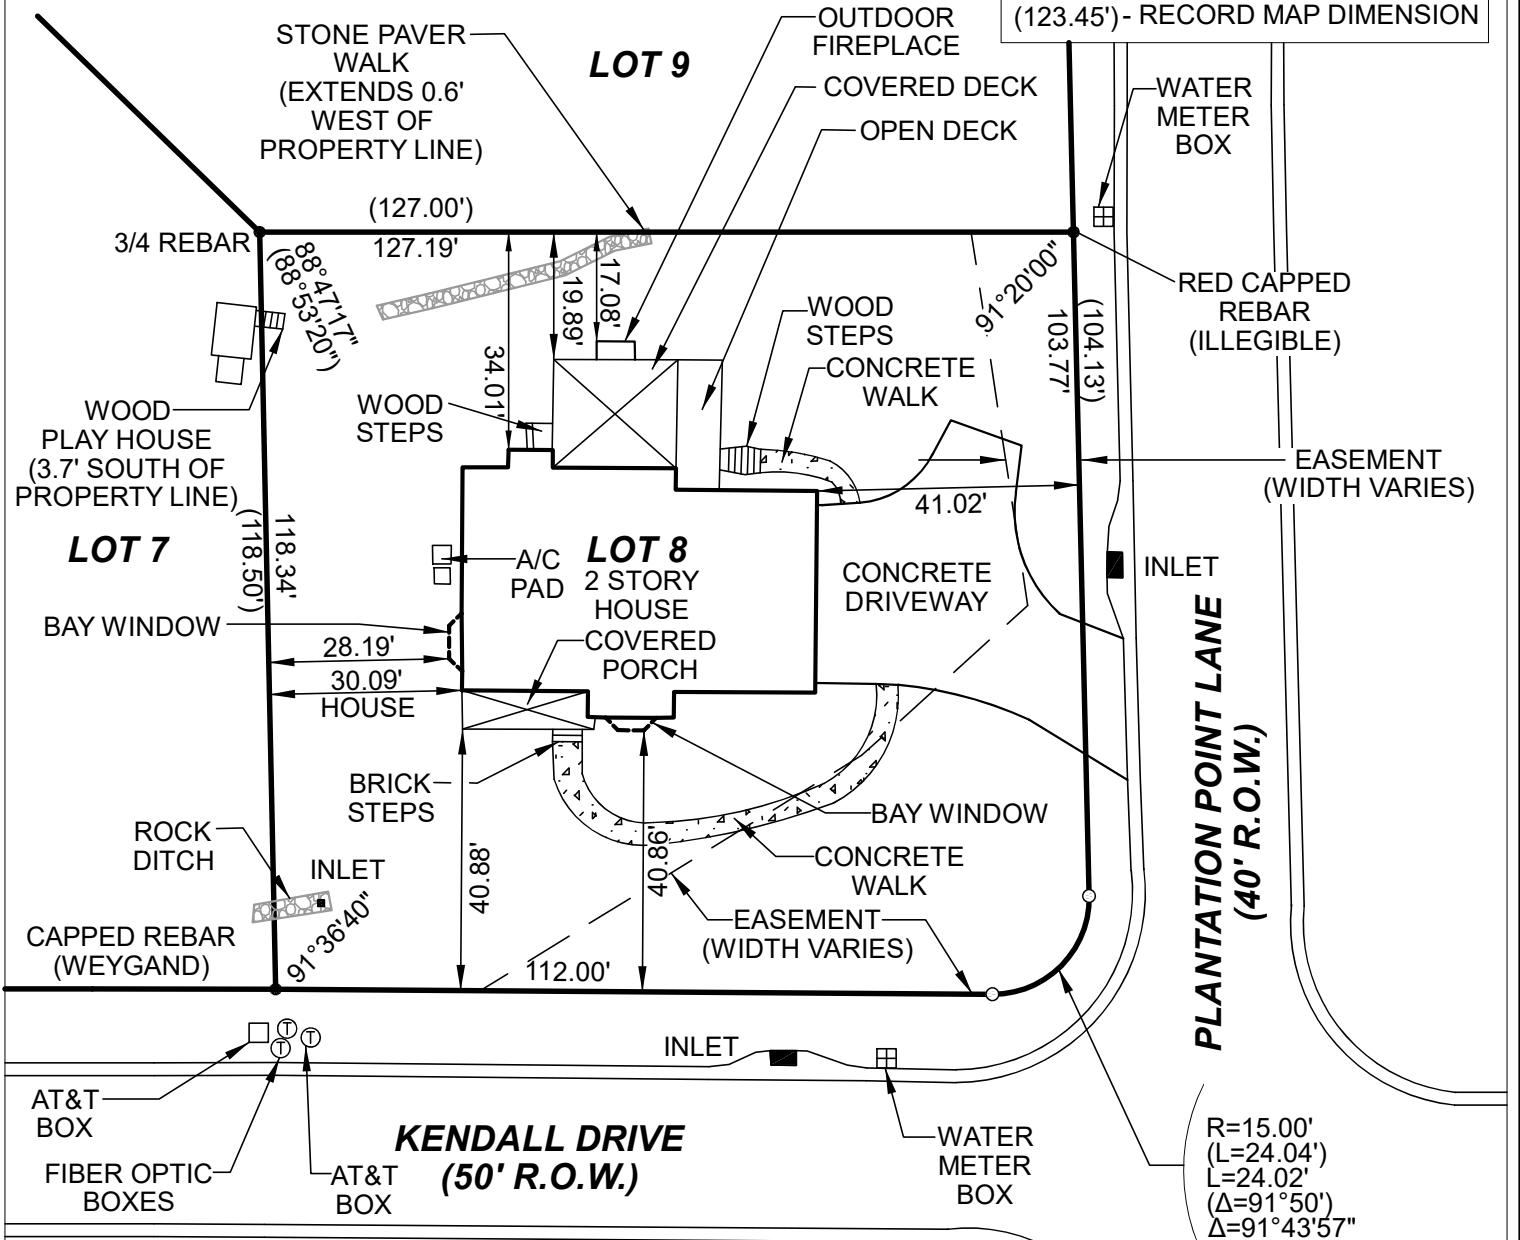 (123.45') - RECORD MAP DIMENSION
OUTDOOR
FIREPLACE
STONE PAVER
WALK
(EXTENDS 0.6'
WEST OF
PROPERTY LINE)
LOT 9
COVERED DECK
OPEN DECK
WATER
METER
BOX
(127.00')
127.19'
3/4 REBAR
88°47'17"
(88°53'20")
34.01'
19.89'
17.08'
91°20'00"
(104.13')
103.77'
RED CAPPED
REBAR
(ILLEGIBLE)
WOOD
STEPS
CONCRETE
WALK
WOOD
STEPS
WOOD
PLAY HOUSE
(3.7' SOUTH OF
PROPERTY LINE)
EASEMENT
(WIDTH VARIES)
41.02'
LOT 7
118.34'
(118.50')
A/C
PAD
LOT 8
2 STORY
HOUSE
COVERED
PORCH
CONCRETE
DRIVEWAY
INLET
BAY WINDOW
28.19'
30.09'
HOUSE
PLANTATION POINT LANE
(40' R.O.W.)
BRICK
STEPS
BAY WINDOW
ROCK
DITCH
INLET
40.88'
40.86'
CONCRETE
WALK
CAPPED REBAR
(WEYGAND)
91°36'40"
EASEMENT
(WIDTH VARIES)
112.00'
T
T
T
INLET
AT&T
BOX
FIBER OPTIC
BOXES
AT&T
BOX
KENDALL DRIVE
(50' R.O.W.)
WATER
METER
BOX
R=15.00'
(L=24.04')
L=24.02'
(Δ=91°50')
Δ=91°43'57"